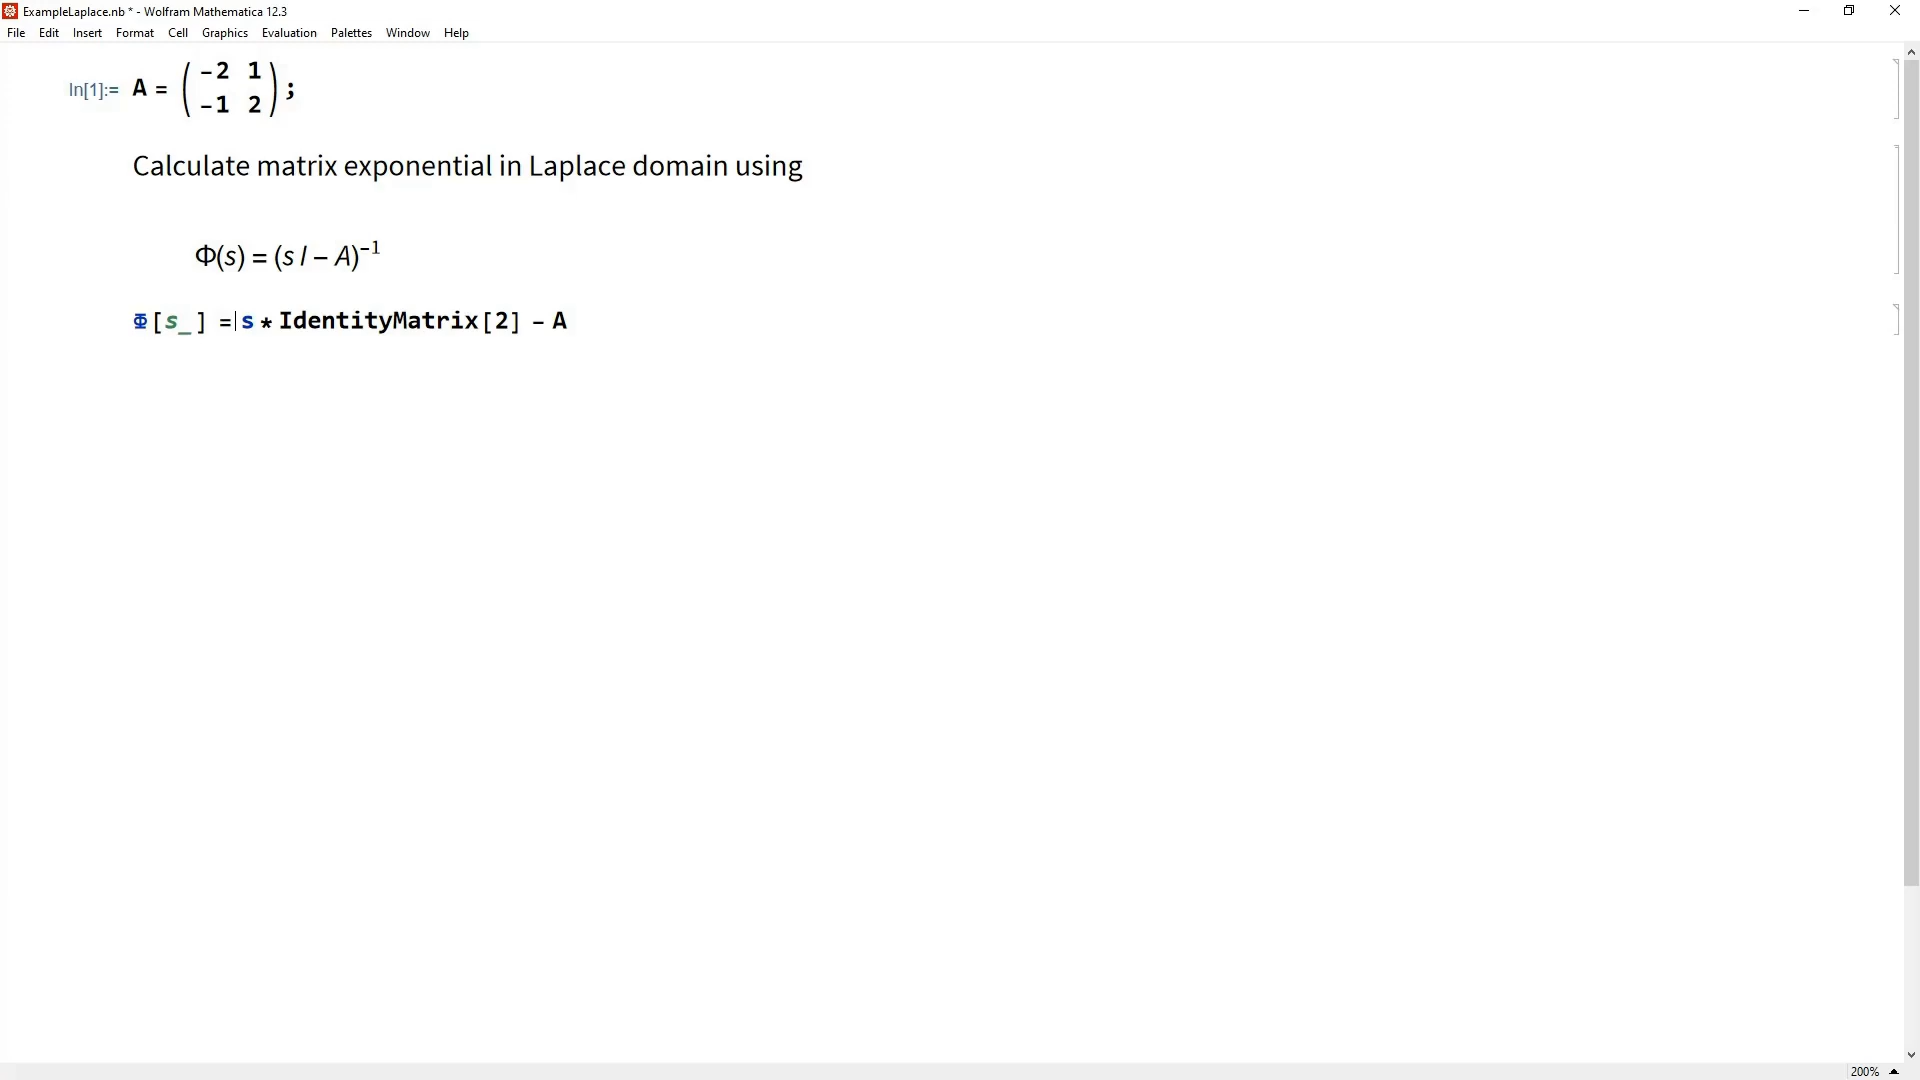 ExampleLaplace.nb * - Wolfram Mathematica 12.3
File Edit Insert Format Cell Graphics Evaluation Palettes Window Help
In[1]:= A = (-2 1
-1 2);
Calculate matrix exponential in Laplace domain using
Φ(s) = (s I – A)⁻¹
Φ[s_] = s * IdentityMatrix[2] - A
200%